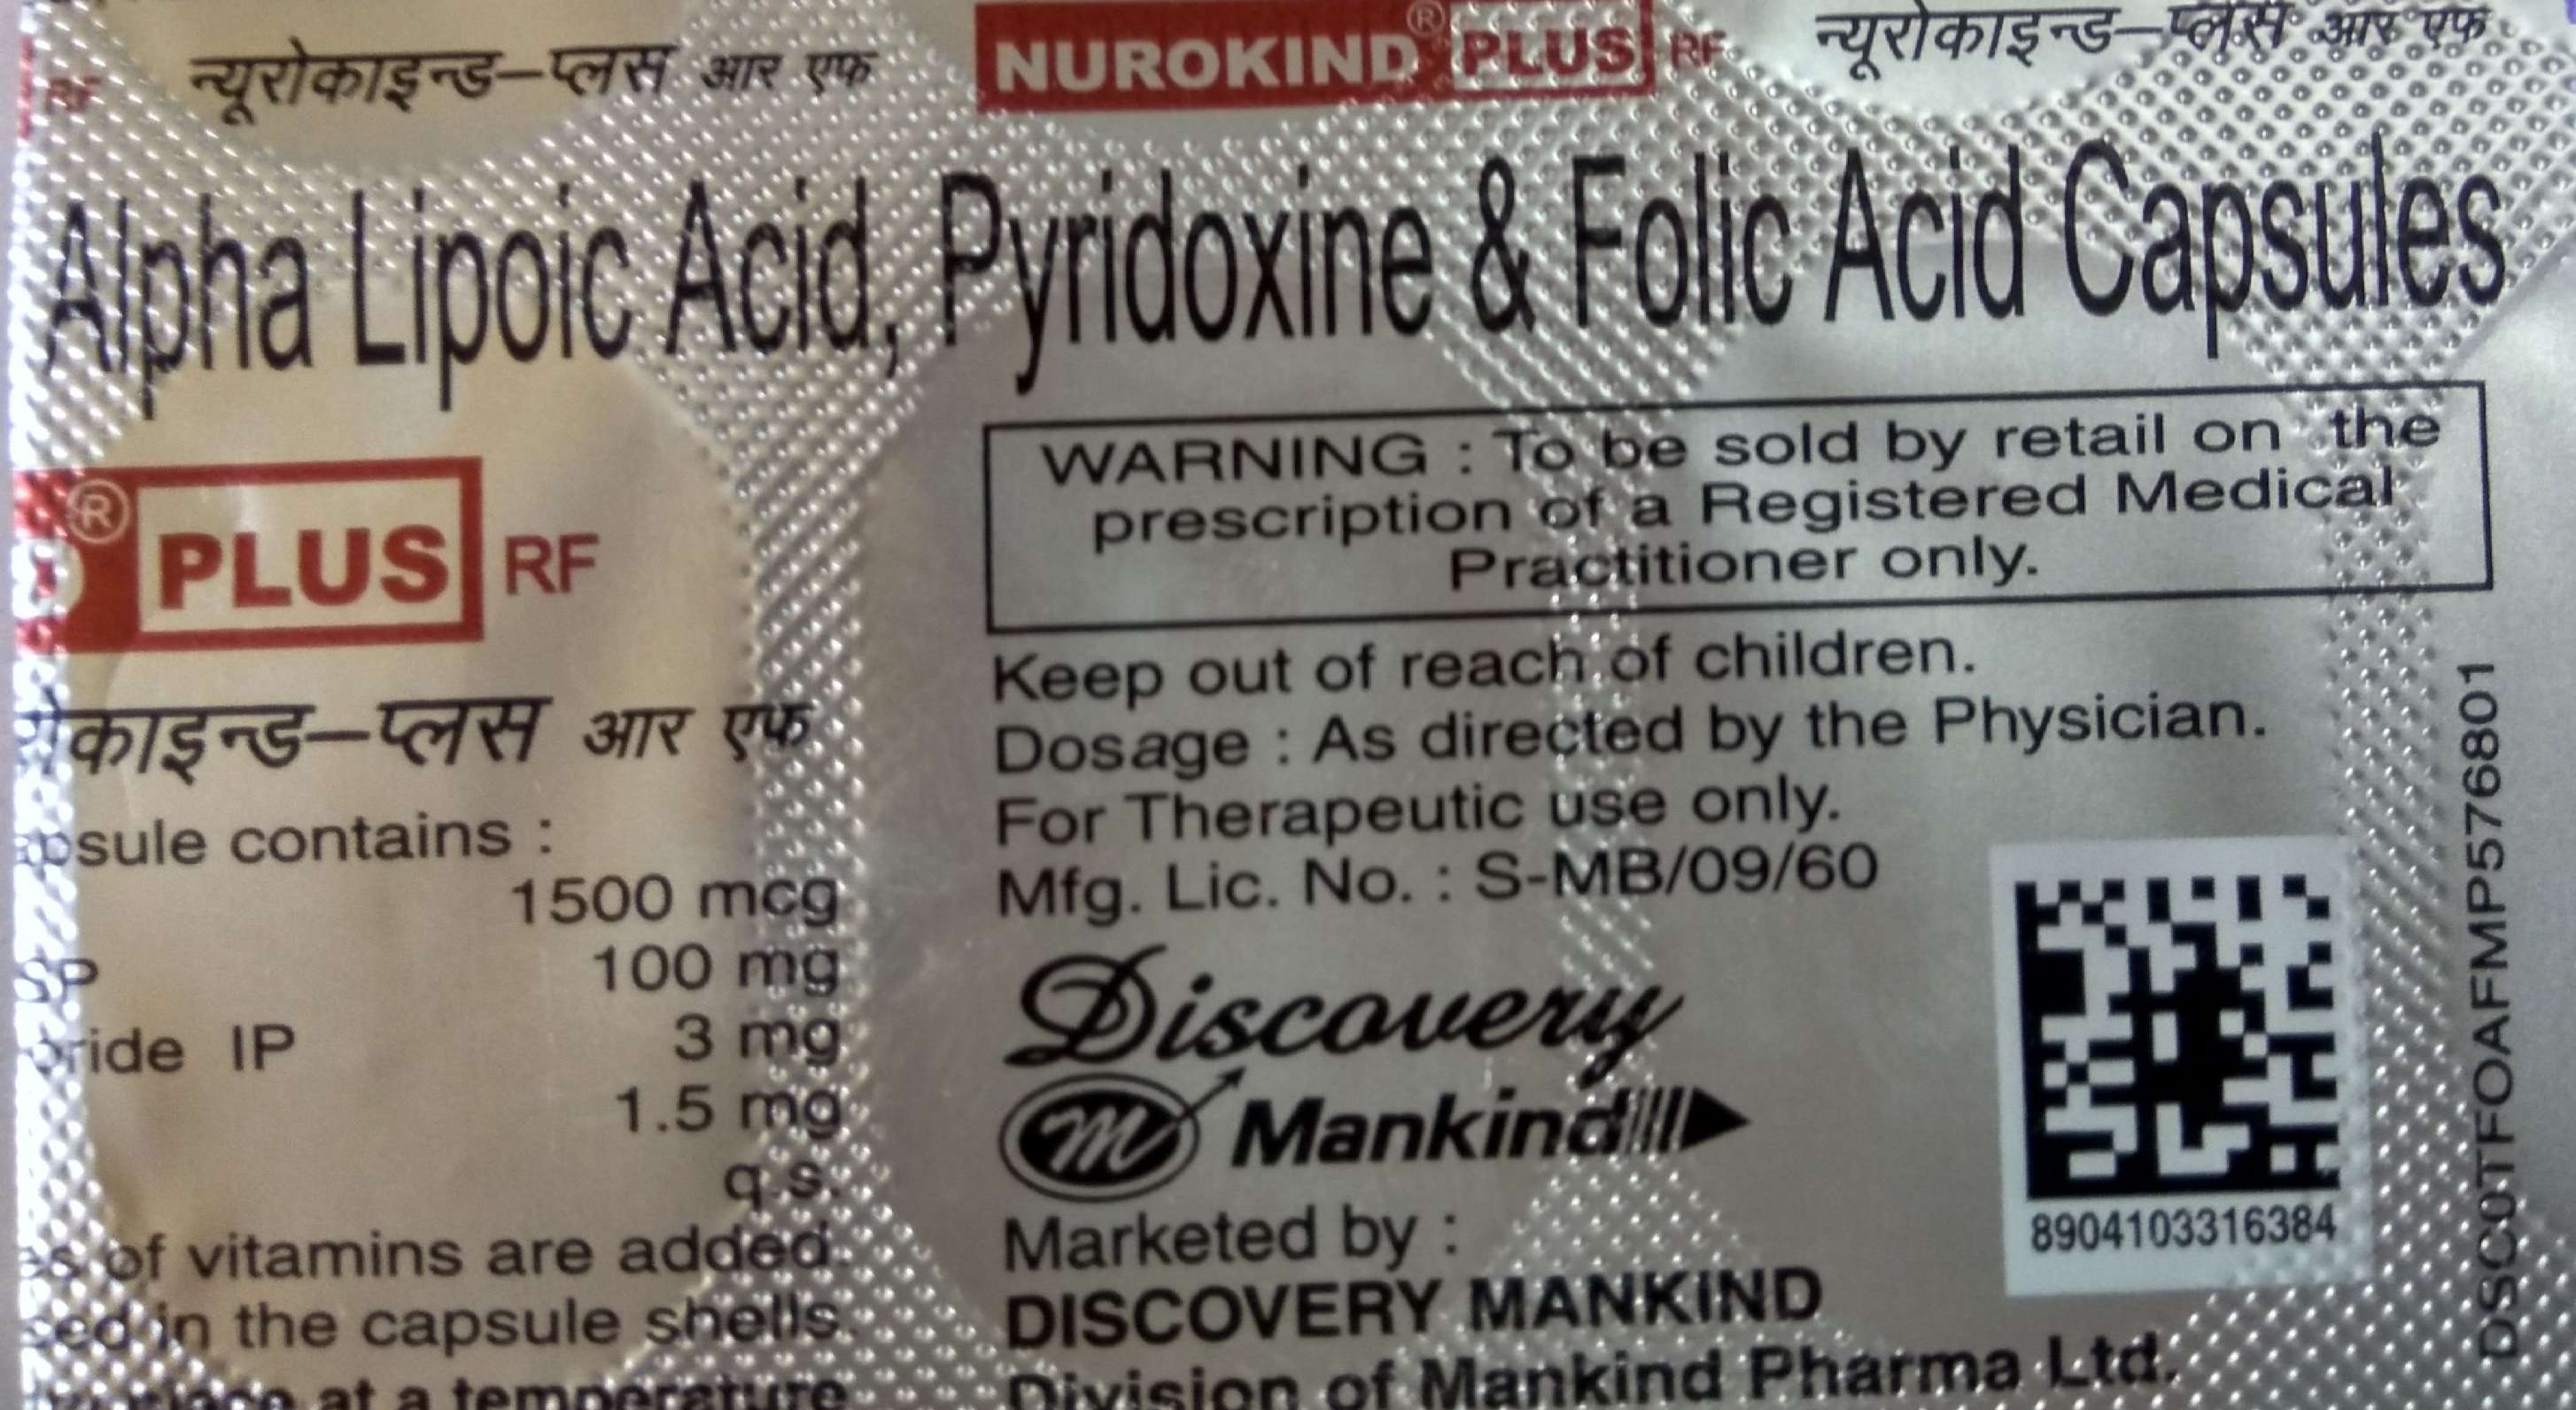 RF न्यूरोकाइन्ड-प्लस आर एफ NUROKIND® PLUS RF न्यूरोकाइन्ड-प्लस आर एफ
Alpha Lipoic Acid, Pyridoxine & Folic Acid Capsules
® PLUS RF
रोकाइन्ड-प्लस आर एफ
psule contains :
1500 mcg
SP 100 mg
oride IP 3 mg
1.5 mg
q.s.
of vitamins are added.
in the capsule shells.
place at a temperature
WARNING : To be sold by retail on the
prescription of a Registered Medical
Practitioner only.
Keep out of reach of children.
Dosage : As directed by the Physician.
For Therapeutic use only.
Mfg. Lic. No. : S-MB/09/60
Discovery
m Mankind
Marketed by :
DISCOVERY MANKIND
Division of Mankind Pharma Ltd.
8904103316384
DSC0TFOAFMP576801